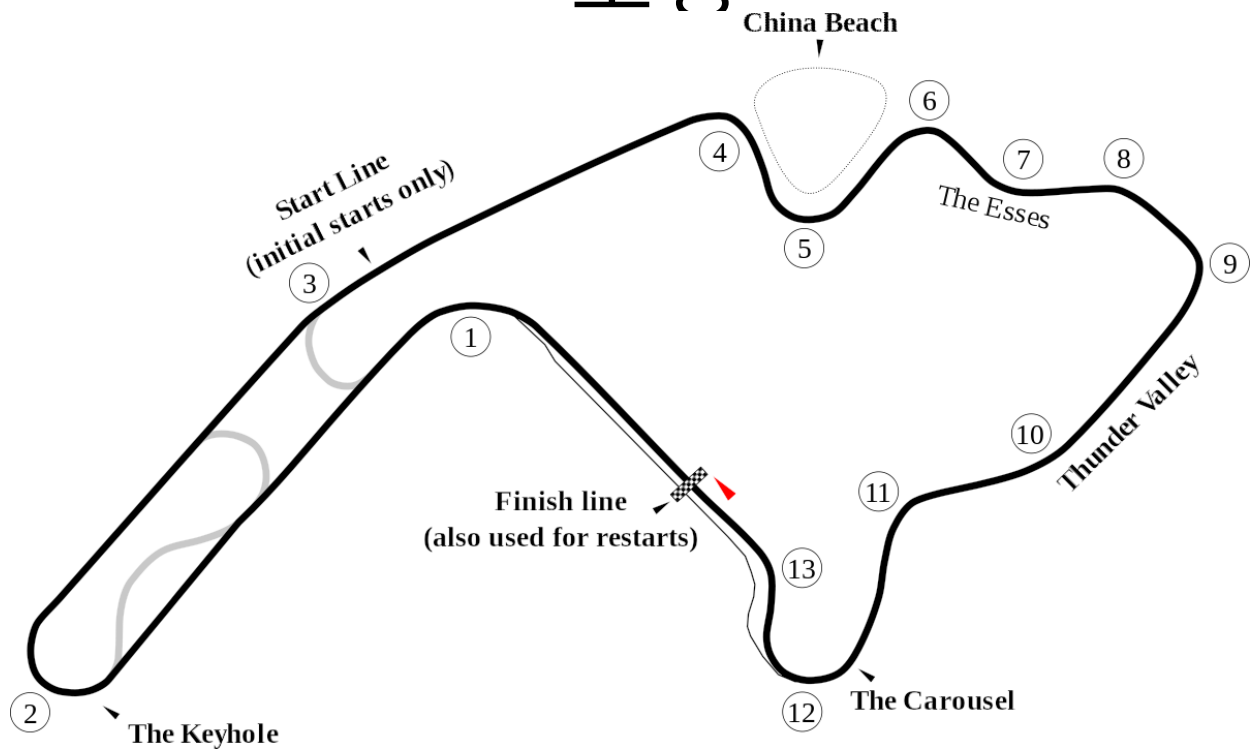 China Beach
6
4
7
8
Start Line
(initial starts only)
The Esses
5
9
3
1
Thunder Valley
10
11
Finish line
(also used for restarts)
13
The Carousel
2
12
The Keyhole